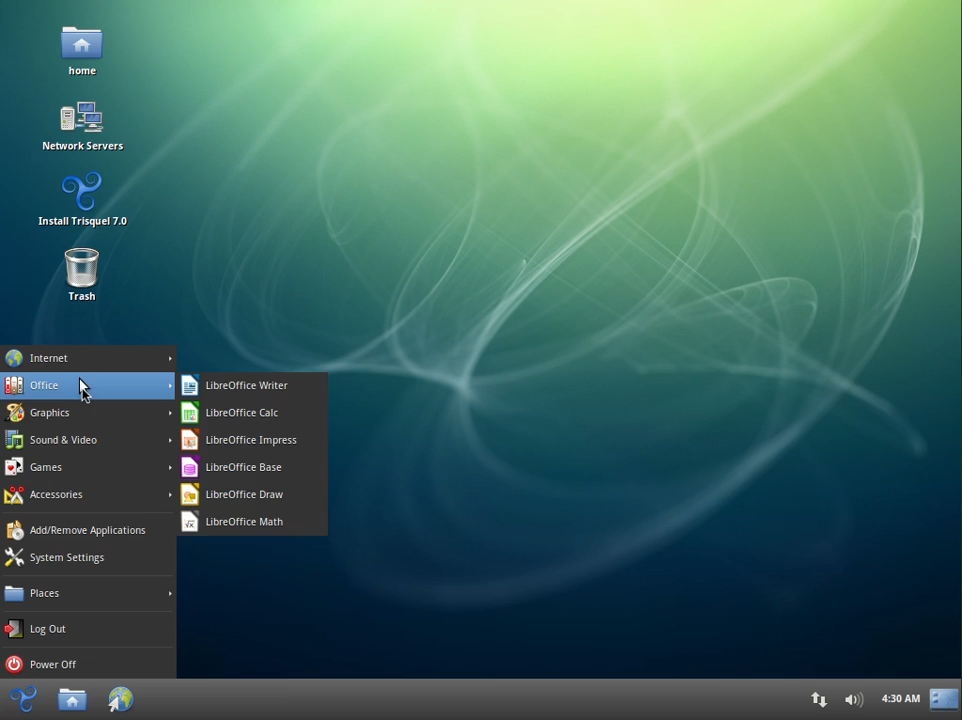 home
Network Servers
Install Trisquel 7.0
Trash
Internet
Office
Graphics
Sound & Video
Games
Accessories
Add/Remove Applications
System Settings
Places
Log Out
Power Off
LibreOffice Writer
LibreOffice Calc
LibreOffice Impress
LibreOffice Base
LibreOffice Draw
LibreOffice Math
4:30 AM